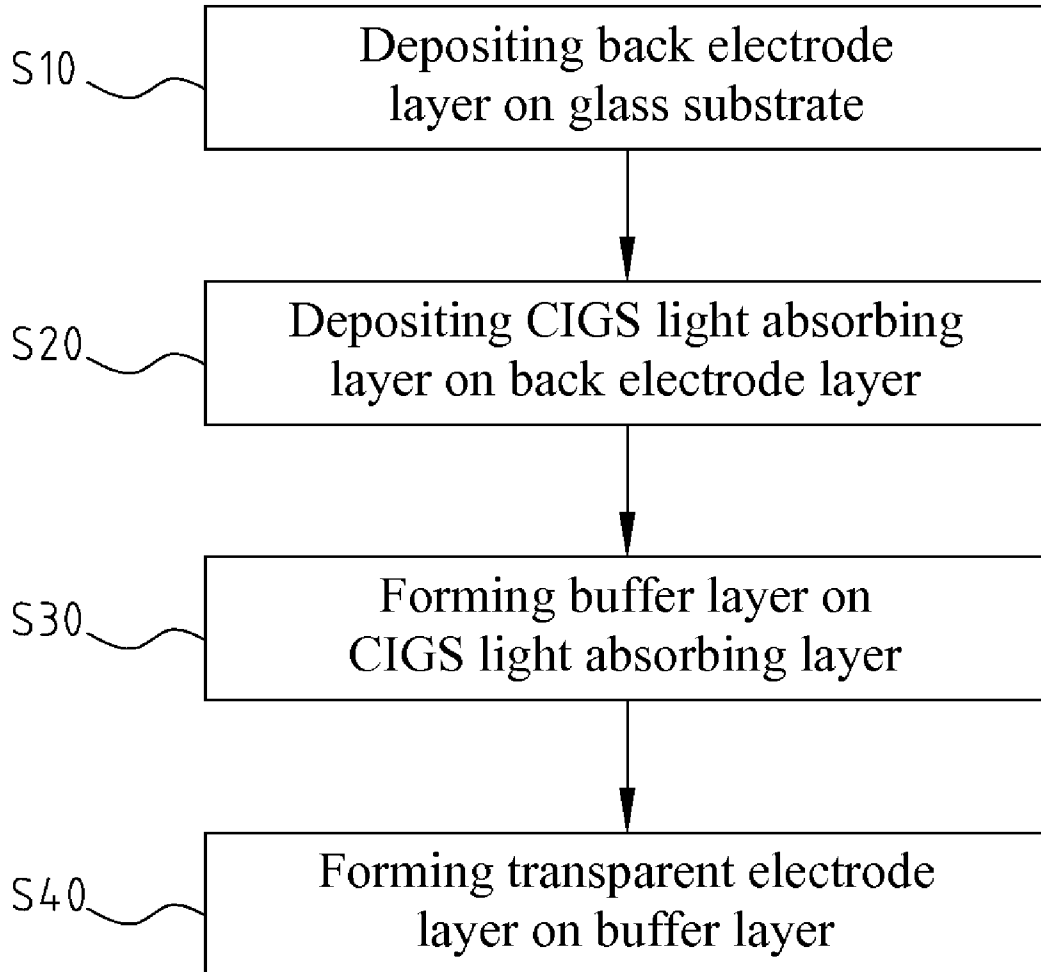 S10
Depositing back electrode
layer on glass substrate
S20
Depositing CIGS light absorbing
layer on back electrode layer
S30
Forming buffer layer on
CIGS light absorbing layer
S40
Forming transparent electrode
layer on buffer layer